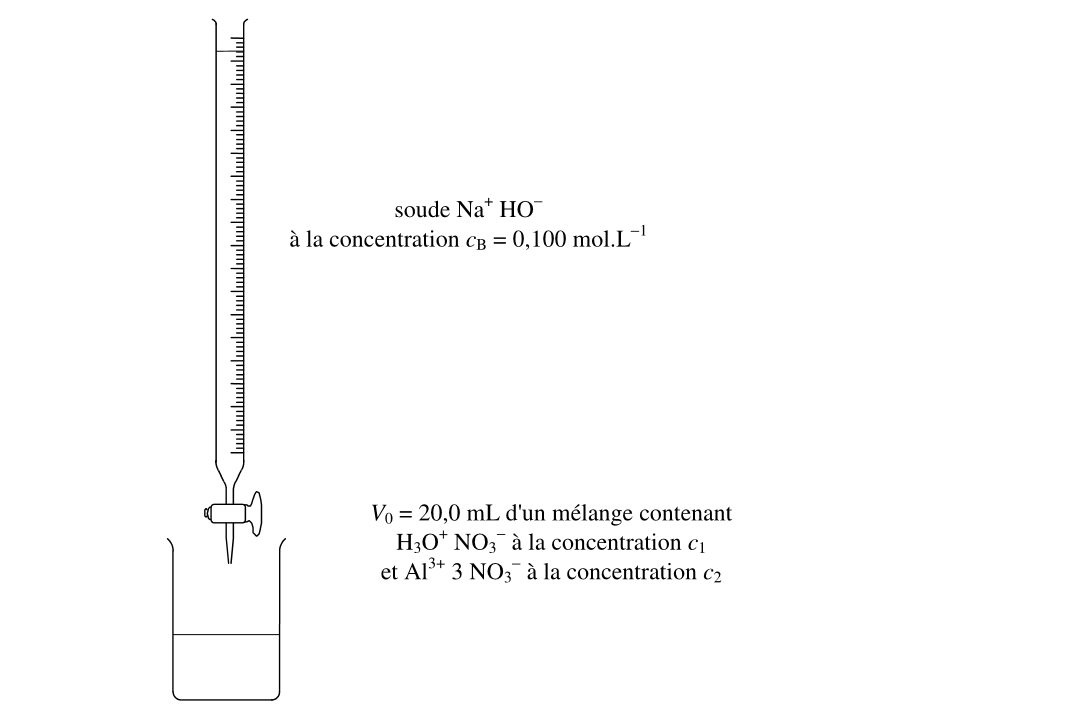 soude Na⁺ HO⁻
à la concentration c_B = 0,100 mol.L⁻¹
V₀ = 20,0 mL d'un mélange contenant
H₃O⁺ NO₃⁻ à la concentration c₁
et Al³⁺ 3 NO₃⁻ à la concentration c₂